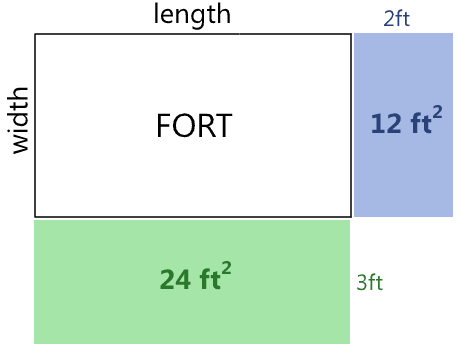 length
2ft
width
FORT
12 ft²
24 ft²
3ft